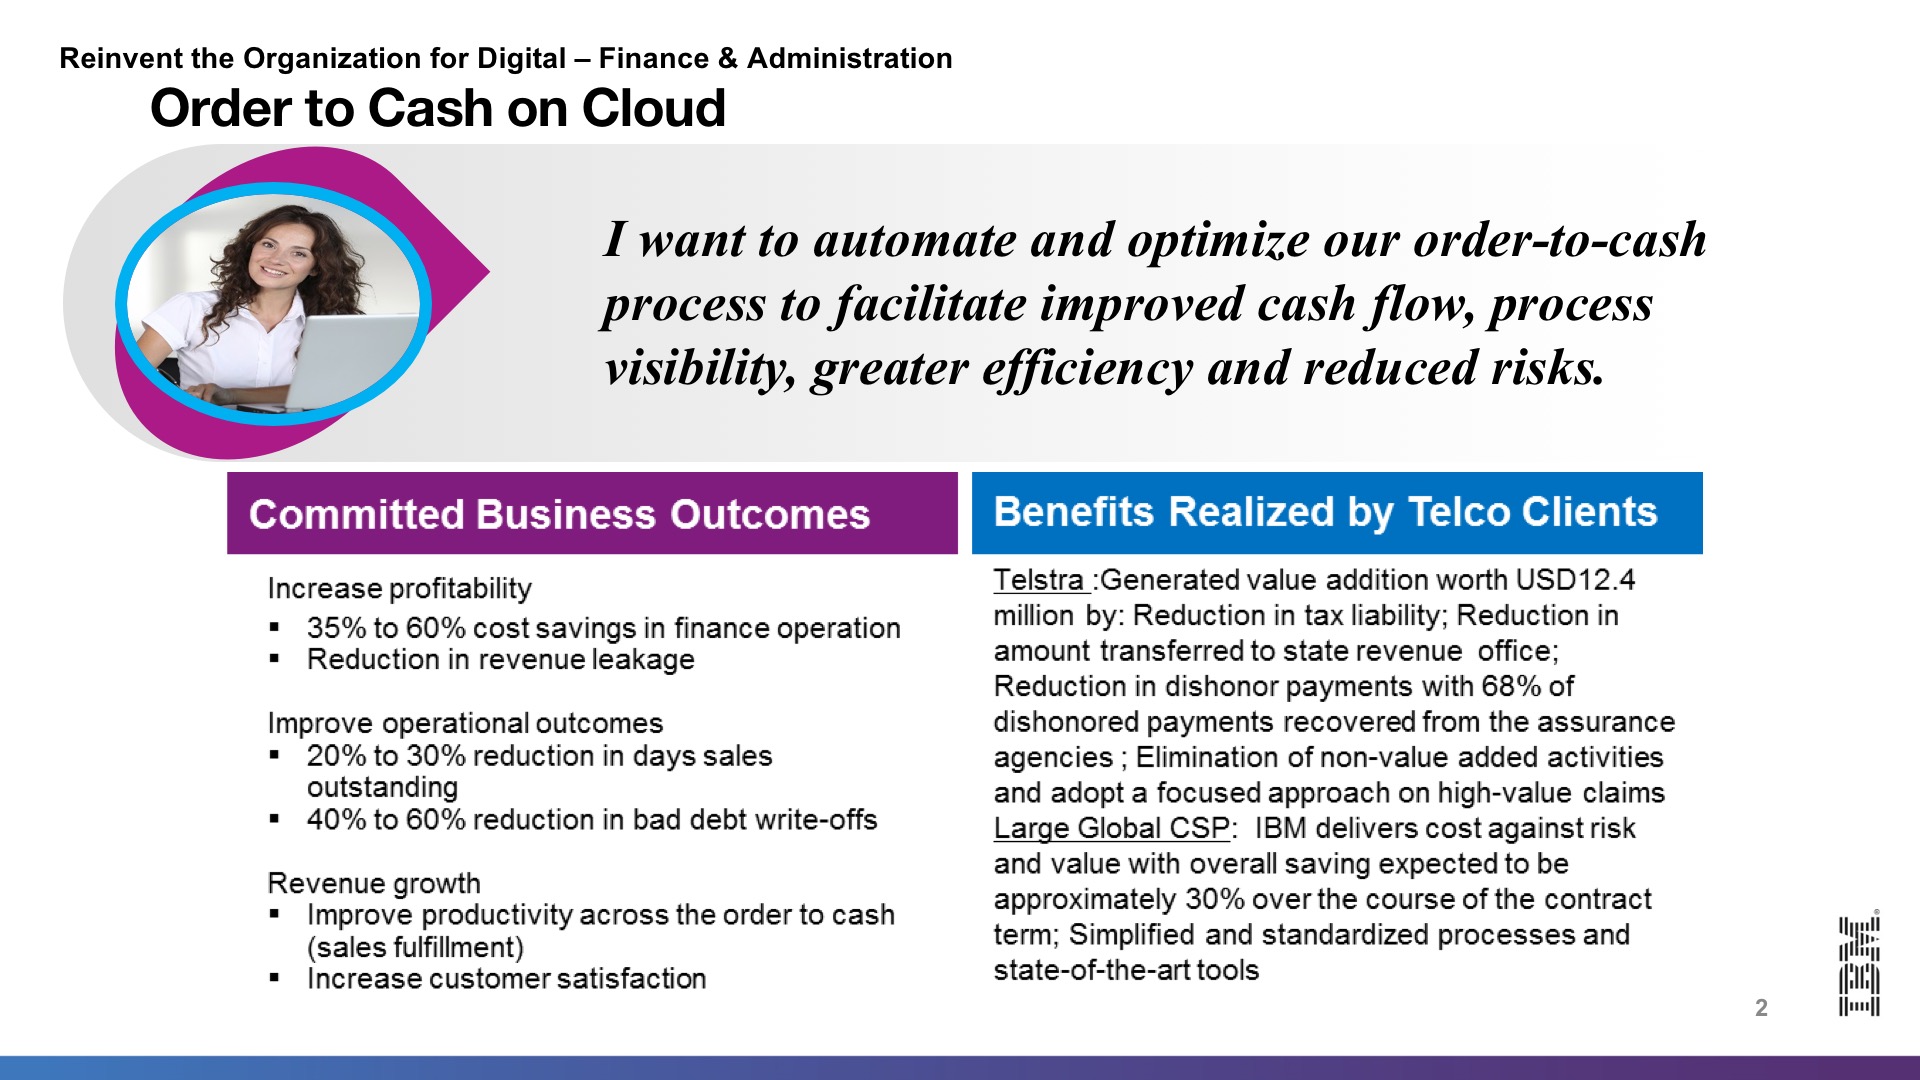 Reinvent the Organization for Digital – Finance & Administration
Order to Cash on Cloud
I want to automate and optimize our order-to-cash
process to facilitate improved cash flow, process
visibility, greater efficiency and reduced risks.
Committed Business Outcomes
Increase profitability
▪ 35% to 60% cost savings in finance operation
▪ Reduction in revenue leakage
Improve operational outcomes
▪ 20% to 30% reduction in days sales
outstanding
▪ 40% to 60% reduction in bad debt write-offs
Revenue growth
▪ Improve productivity across the order to cash
(sales fulfillment)
▪ Increase customer satisfaction
Benefits Realized by Telco Clients
Telstra :Generated value addition worth USD12.4
million by: Reduction in tax liability; Reduction in
amount transferred to state revenue office;
Reduction in dishonor payments with 68% of
dishonored payments recovered from the assurance
agencies ; Elimination of non-value added activities
and adopt a focused approach on high-value claims
Large Global CSP: IBM delivers cost against risk
and value with overall saving expected to be
approximately 30% over the course of the contract
term; Simplified and standardized processes and
state-of-the-art tools
2
IBM®